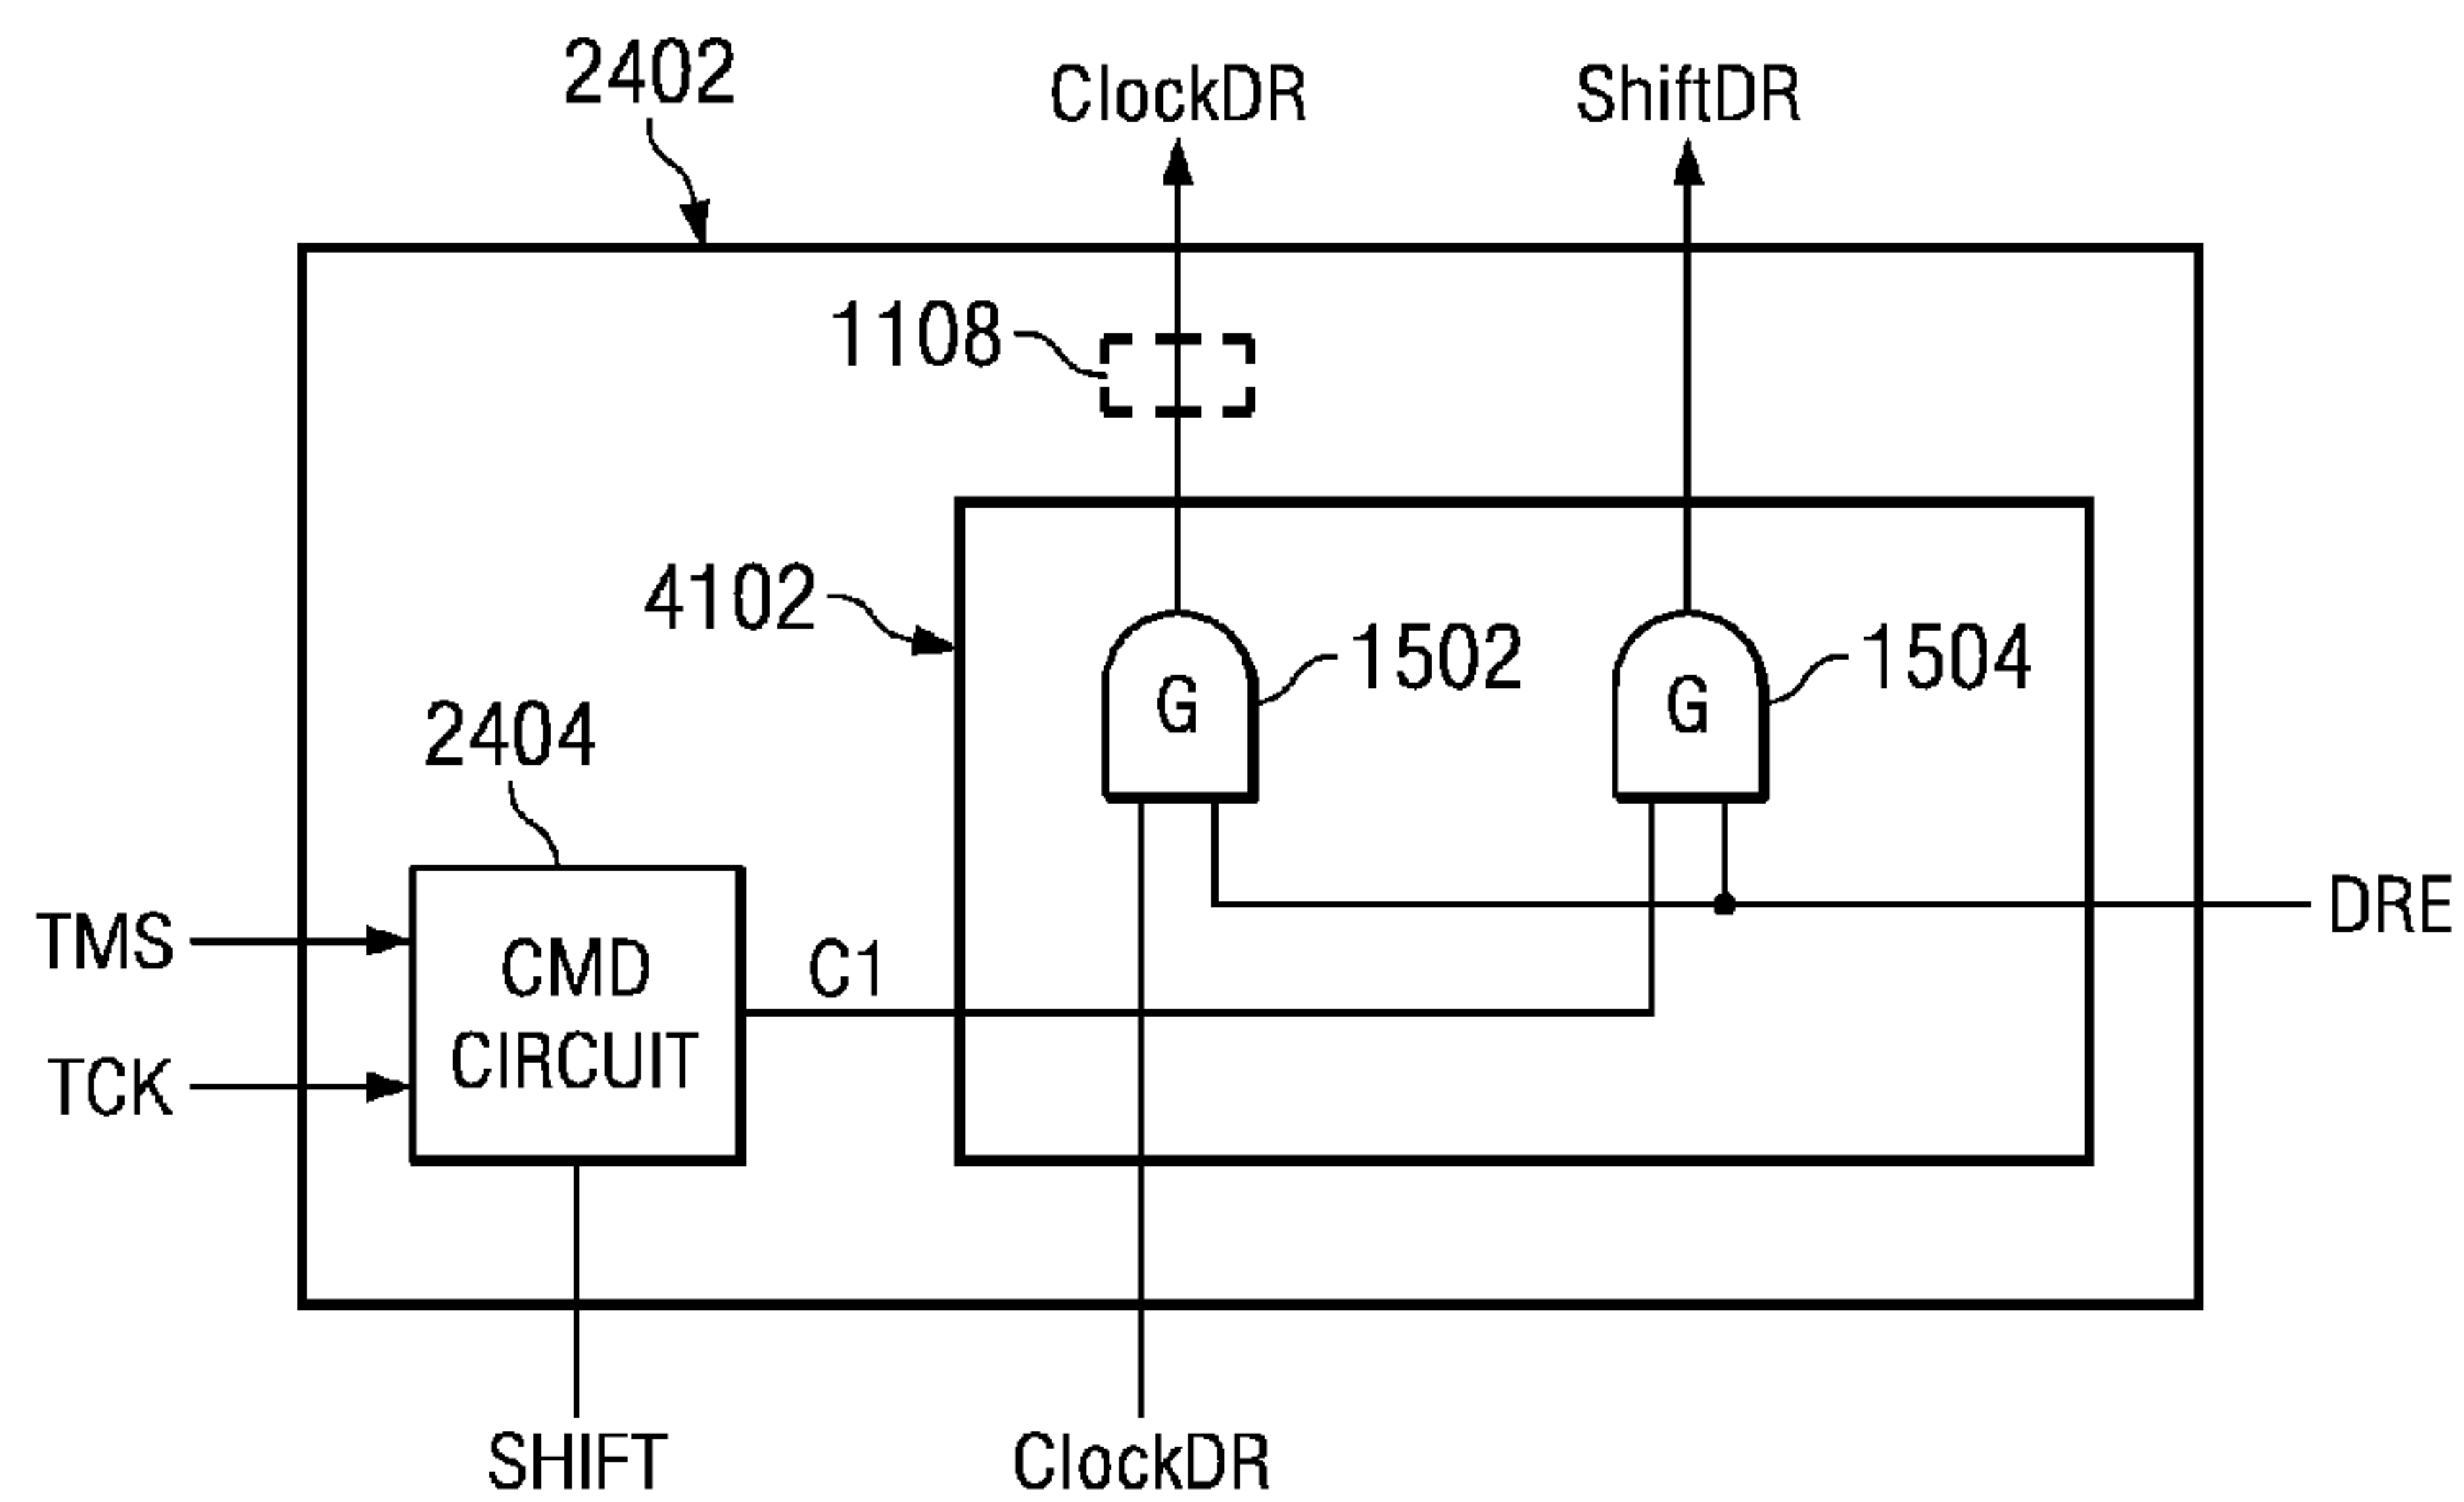 2402
ClockDR
ShiftDR
1108
4102
1502
1504
G
G
2404
TMS
CMD
CIRCUIT
C1
DRE
TCK
SHIFT
ClockDR